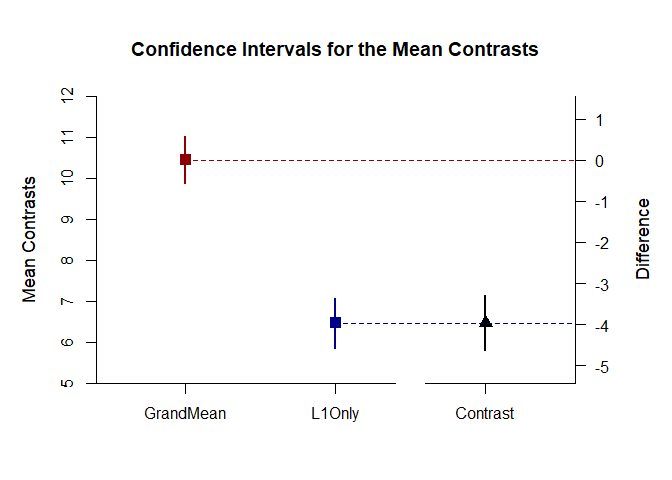 Confidence Intervals for the Mean Contrasts
Mean Contrasts
12
11
10
9
8
7
6
5
1
0
-1
-2
-3
-4
-5
Difference
GrandMean
L1Only
Contrast